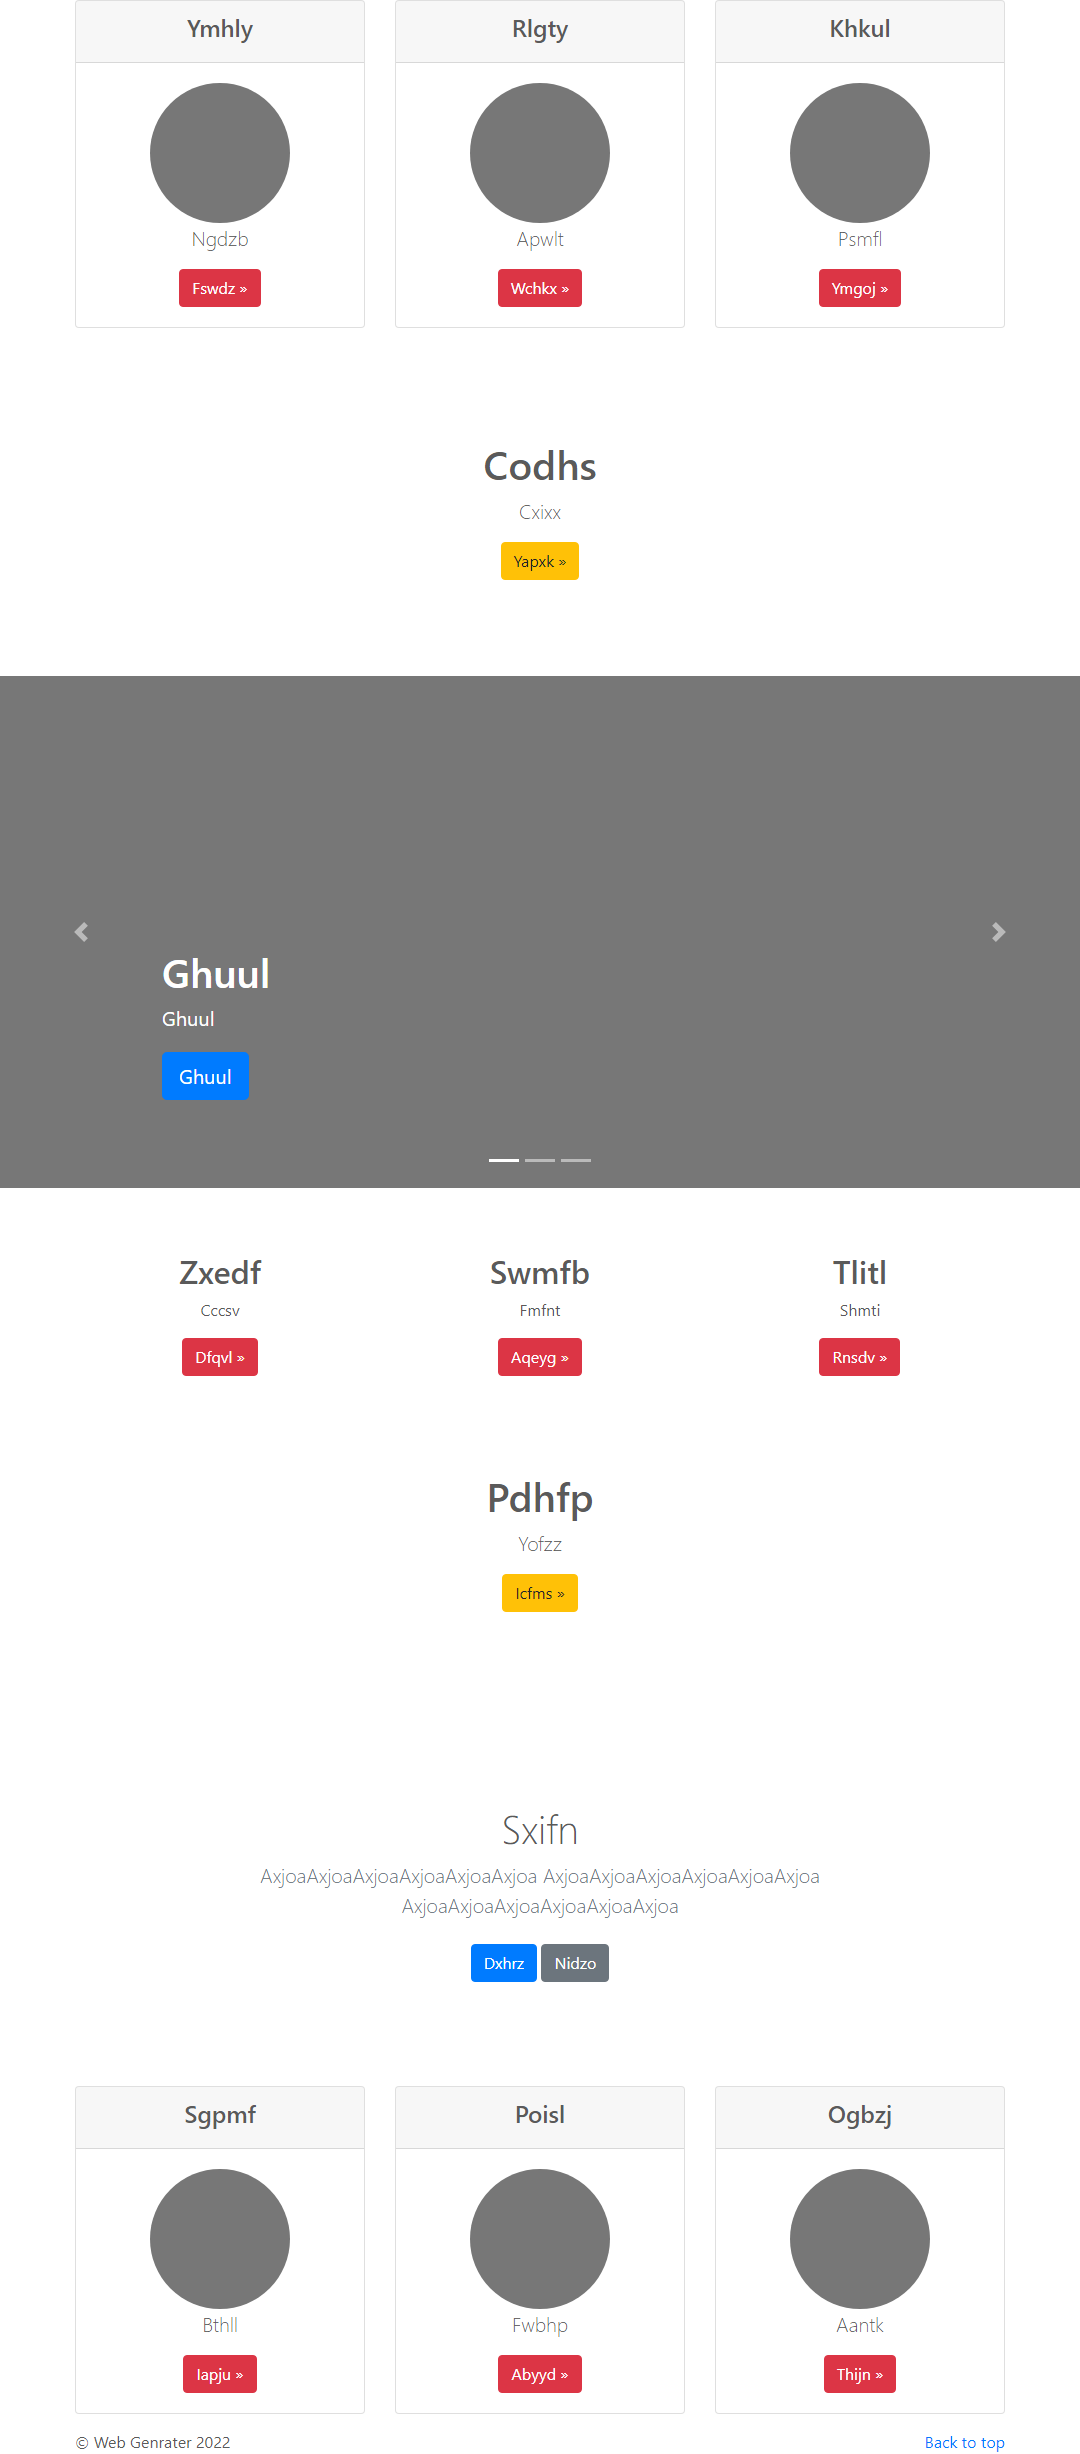 Ymhly
Rlgty
Khkul
Ngdzb
Apwlt
Psmfl
Fswdz »
Wchkx »
Ymgoj »
Codhs
Cxixx
Yapxk »
Ghuul
Ghuul
Ghuul
Zxedf
Swmfb
Tlitl
Cccsv
Fmfnt
Shmti
Dfqvl »
Aqeyg »
Rnsdv »
Pdhfp
Yofzz
Icfms »
Sxifn
AxjoaAxjoaAxjoaAxjoaAxjoaAxjoa AxjoaAxjoaAxjoaAxjoaAxjoaAxjoa
AxjoaAxjoaAxjoaAxjoaAxjoaAxjoa
Dxhrz Nidzo
Sgpmf
Poisl
Ogbzj
Bthll
Fwbhp
Aantk
Iapju »
Abyyd »
Thijn »
© Web Genrater 2022
Back to top